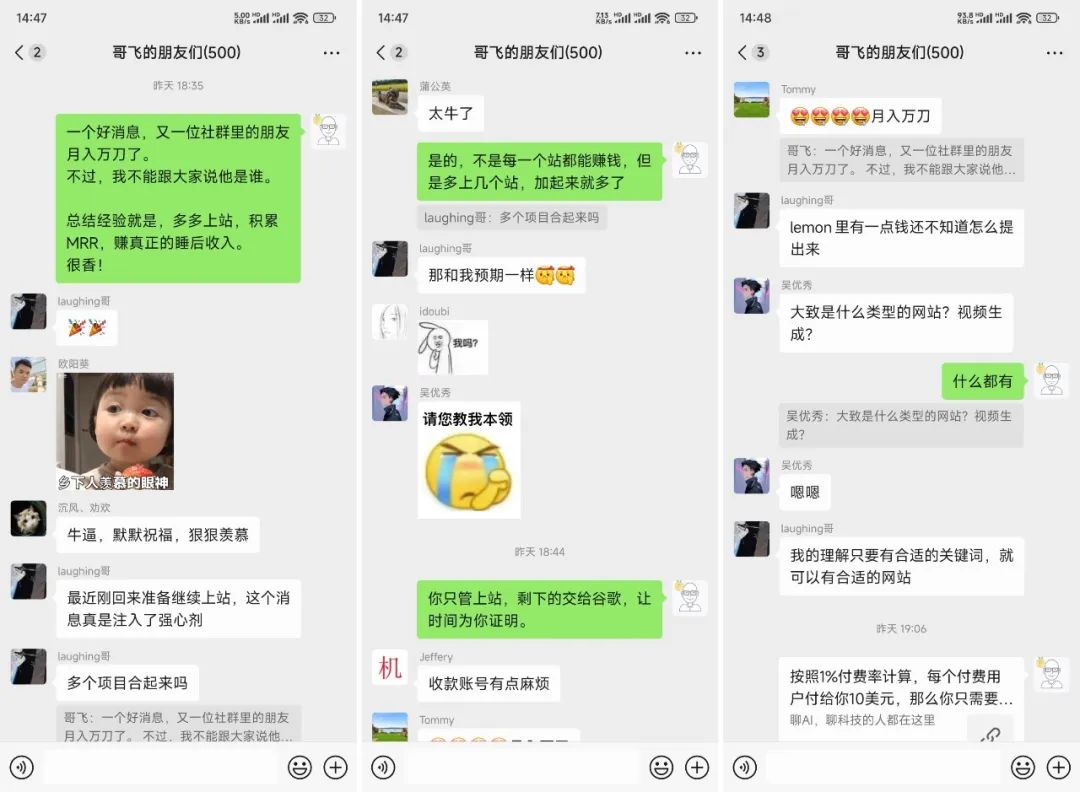 14:47
5.00 KB/s HD HD 32
2
哥飞的朋友们(500)
昨天 18:35
一个好消息，又一位社群里的朋友
月入万刀了。
不过，我不能跟大家说他是谁。
总结经验就是，多多上站，积累
MRR，赚真正的睡后收入。
很香！
laughing哥
欧阳葵
乡下人羡慕的眼神
沉风、劝欢
牛逼，默默祝福，狠狠羡慕
laughing哥
最近刚回来准备继续上站，这个消
息真是注入了强心剂
laughing哥
多个项目合起来吗
哥飞：一个好消息，又一位社群里的朋友
月入万刀了。 不过，我不能跟大家说他...
14:47
7.13 KB/s HD HD 32
2
哥飞的朋友们(500)
蒲公英
太牛了
是的，不是每一个站都能赚钱，但
是多上几个站，加起来就多了
laughing哥：多个项目合起来吗
laughing哥
那和我预期一样
idoubi
我吗?
吴优秀
请您教我本领
昨天 18:44
你只管上站，剩下的交给谷歌，让
时间为你证明。
Jeffery
机
收款账号有点麻烦
Tommy
14:48
93.8 KB/s HD HD 32
3
哥飞的朋友们(500)
Tommy
月入万刀
哥飞：一个好消息，又一位社群里的朋友
月入万刀了。 不过，我不能跟大家说他是...
laughing哥
lemon 里有一点钱还不知道怎么提
出来
吴优秀
大致是什么类型的网站？视频生
成？
什么都有
吴优秀：大致是什么类型的网站？视频生
成？
吴优秀
嗯嗯
laughing哥
我的理解只要有合适的关键词，就
可以有合适的网站
昨天 19:06
按照1%付费率计算，每个付费用
户付给你10美元，那么你只需要...
聊AI，聊科技的人都在这里